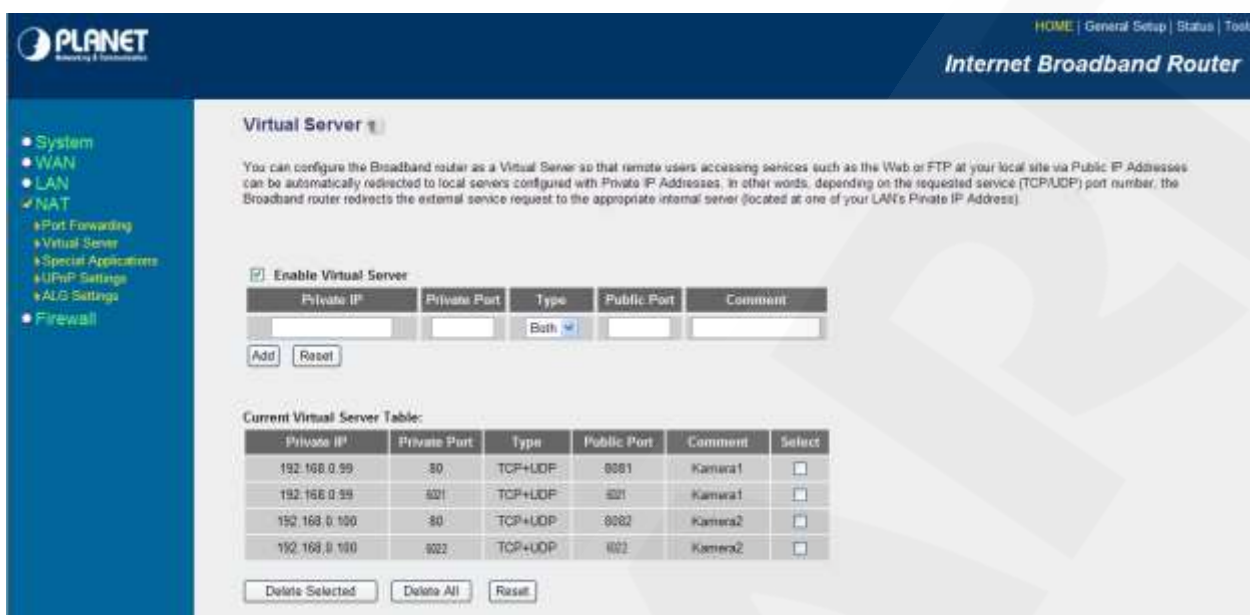 PLANET
Networking & Communication
HOME | General Setup | Status | Tools
Internet Broadband Router
System
WAN
LAN
NAT
Port Forwarding
Virtual Server
Special Applications
UPnP Settings
ALG Settings
Firewall
Virtual Server
You can configure the Broadband router as a Virtual Server so that remote users accessing services such as the Web or FTP at your local site via Public IP Addresses
can be automatically redirected to local servers configured with Private IP Addresses. In other words, depending on the requested service (TCP/UDP) port number, the
Broadband router redirects the external service request to the appropriate internal server (located at one of your LAN's Private IP Address).
Enable Virtual Server
Private IP Private Port Type Public Port Comment
Both
Add Reset
Current Virtual Server Table:
Private IP Private Port Type Public Port Comment Select
192.168.0.99 80 TCP+UDP 8081 Kamera1
192.168.0.99 6021 TCP+UDP 6021 Kamera1
192.168.0.100 80 TCP+UDP 8082 Kamera2
192.168.0.100 6022 TCP+UDP 6022 Kamera2
Delete Selected Delete All Reset